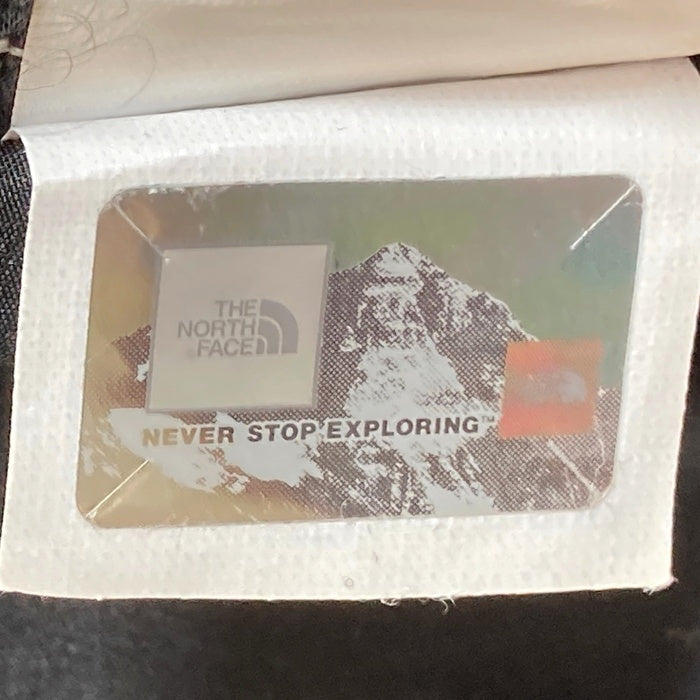 THE
NORTH
FACE
NEVER STOP EXPLORING™